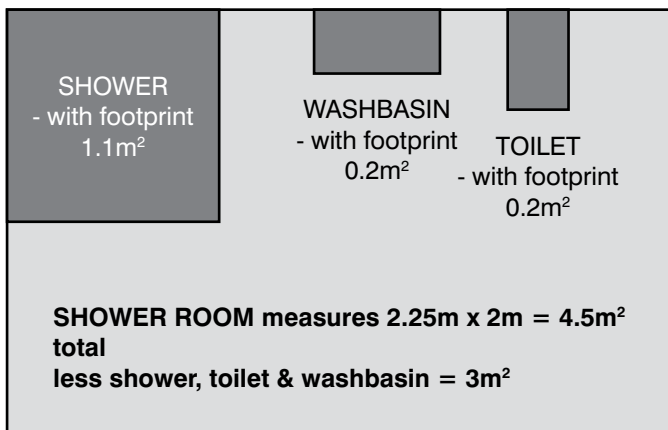 SHOWER
- with footprint
1.1m²
WASHBASIN
- with footprint
0.2m²
TOILET
- with footprint
0.2m²
SHOWER ROOM measures 2.25m x 2m = 4.5m²
total
less shower, toilet & washbasin = 3m²